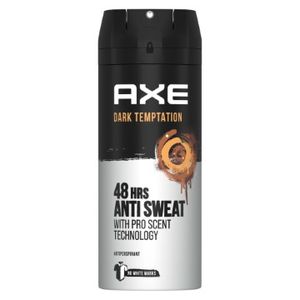 AXE
DARK TEMPTATION
48 HRS
ANTI SWEAT
WITH PRO SCENT
TECHNOLOGY
ANTIPERSPIRANT
NO WHITE MARKS